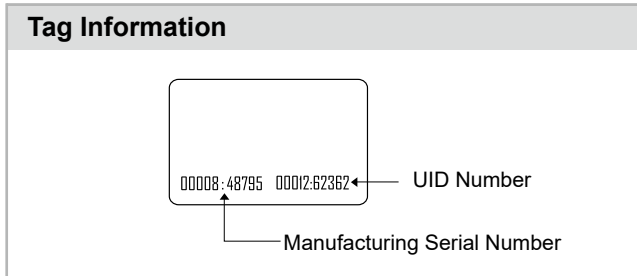 Tag Information
00008:48795 00012:62362
UID Number
Manufacturing Serial Number